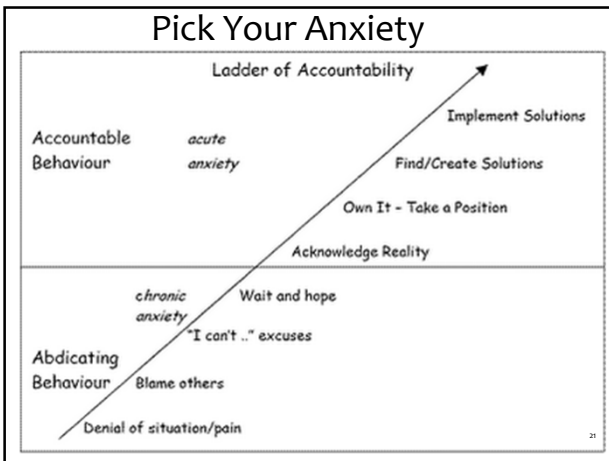 Pick Your Anxiety
Ladder of Accountability
Implement Solutions
Accountable
Behaviour
acute
anxiety
Find/Create Solutions
Own It - Take a Position
Acknowledge Reality
chronic
anxiety
Wait and hope
"I can't .." excuses
Abdicating
Behaviour
Blame others
Denial of situation/pain
21